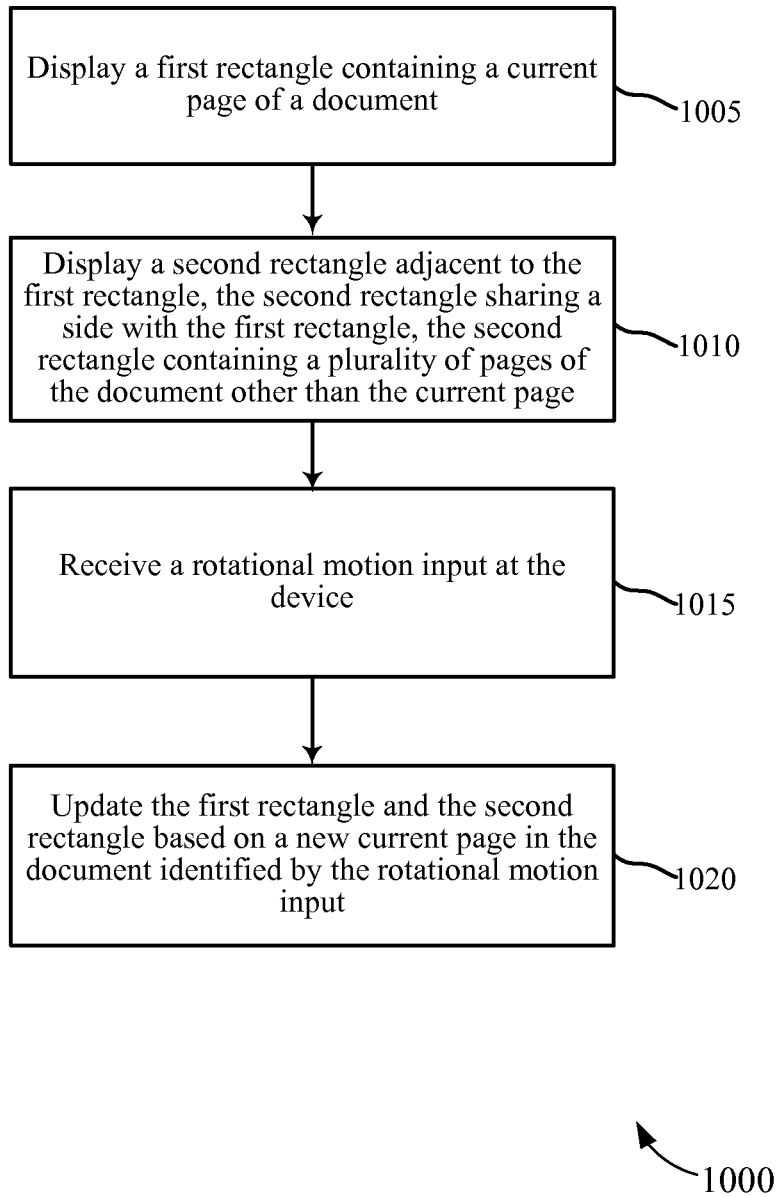 Display a first rectangle containing a current
page of a document
1005
Display a second rectangle adjacent to the
first rectangle, the second rectangle sharing a
side with the first rectangle, the second
rectangle containing a plurality of pages of
the document other than the current page
1010
Receive a rotational motion input at the
device
1015
Update the first rectangle and the second
rectangle based on a new current page in the
document identified by the rotational motion
input
1020
1000